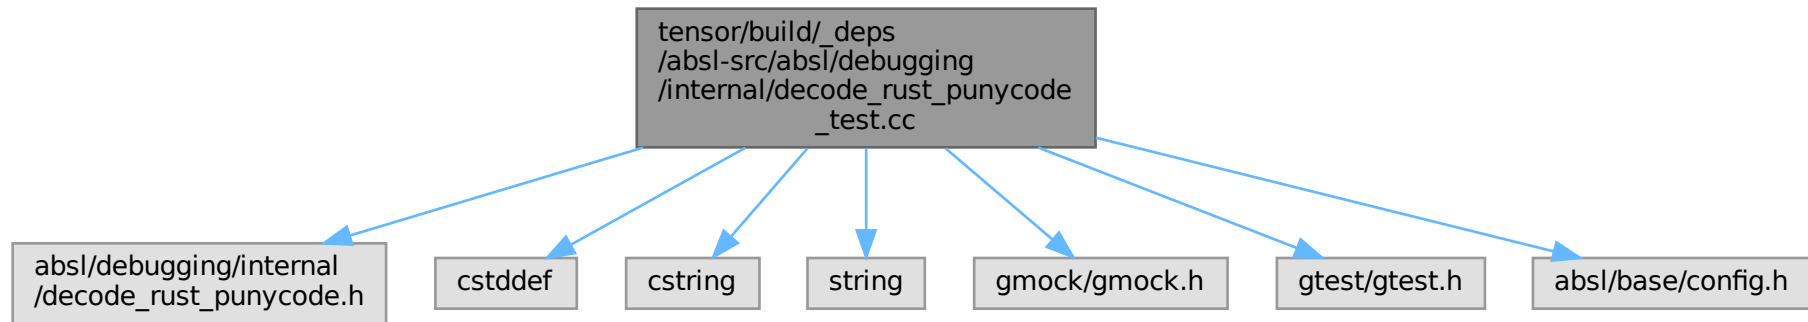 tensor/build/_deps
/absl-src/absl/debugging
/internal/decode_rust_punycode
_test.cc
absl/debugging/internal
/decode_rust_punycode.h
cstddef
cstring
string
gmock/gmock.h
gtest/gtest.h
absl/base/config.h